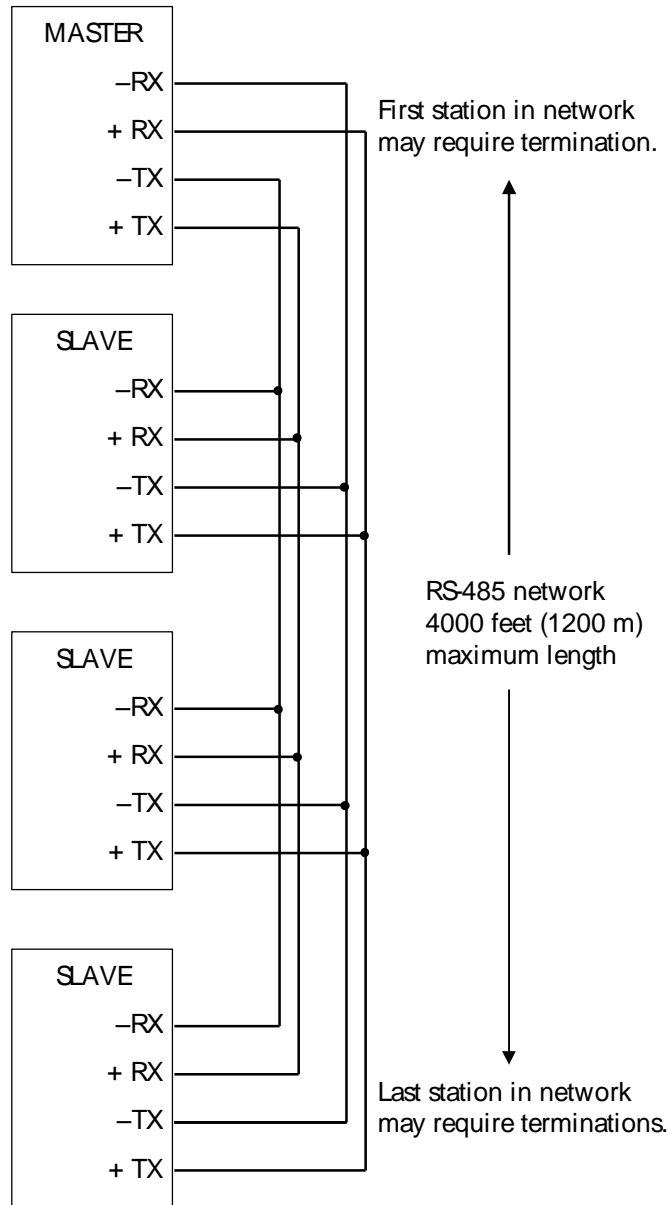 MASTER
–RX
+ RX
–TX
+ TX
First station in network
may require termination.
SLAVE
–RX
+ RX
–TX
+ TX
RS-485 network
4000 feet (1200 m)
maximum length
SLAVE
–RX
+ RX
–TX
+ TX
SLAVE
–RX
+ RX
–TX
+ TX
Last station in network
may require terminations.